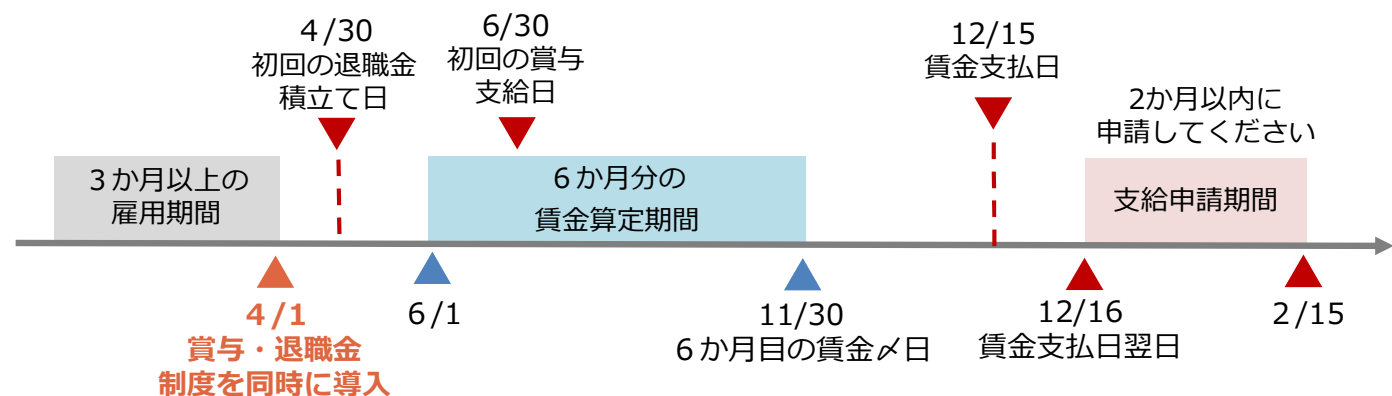 4/30
初回の退職金
積立て日
6/30
初回の賞与
支給日
12/15
賃金支払日
2か月以内に
申請してください
3か月以上の
雇用期間
6か月分の
賃金算定期間
支給申請期間
4/1
賞与・退職金
制度を同時に導入
6/1
11/30
6か月目の賃金〆日
12/16
賃金支払日翌日
2/15